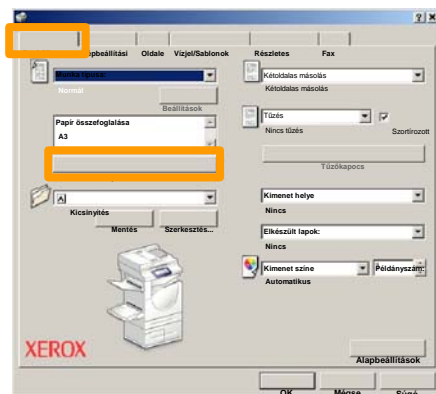 Alapbeállítási Oldale Vízjel/Sablonok Részletes Fax
Munka típusa:
Normál
Beállítások
Papír összefoglalása
A3
A
Kicsinyítés
Mentés Szerkesztés...
XEROX
Kétoldalas másolás
Kétoldalas másolás
Tűzés
Nincs tűzés
Szortírozott
Tűzőkapocs
Kimenet helye
Nincs
Elkészült lapok:
Nincs
Kimenet színe
Példányszám:
Automatikus
Alapbeállítások
OK Mégse Súgó